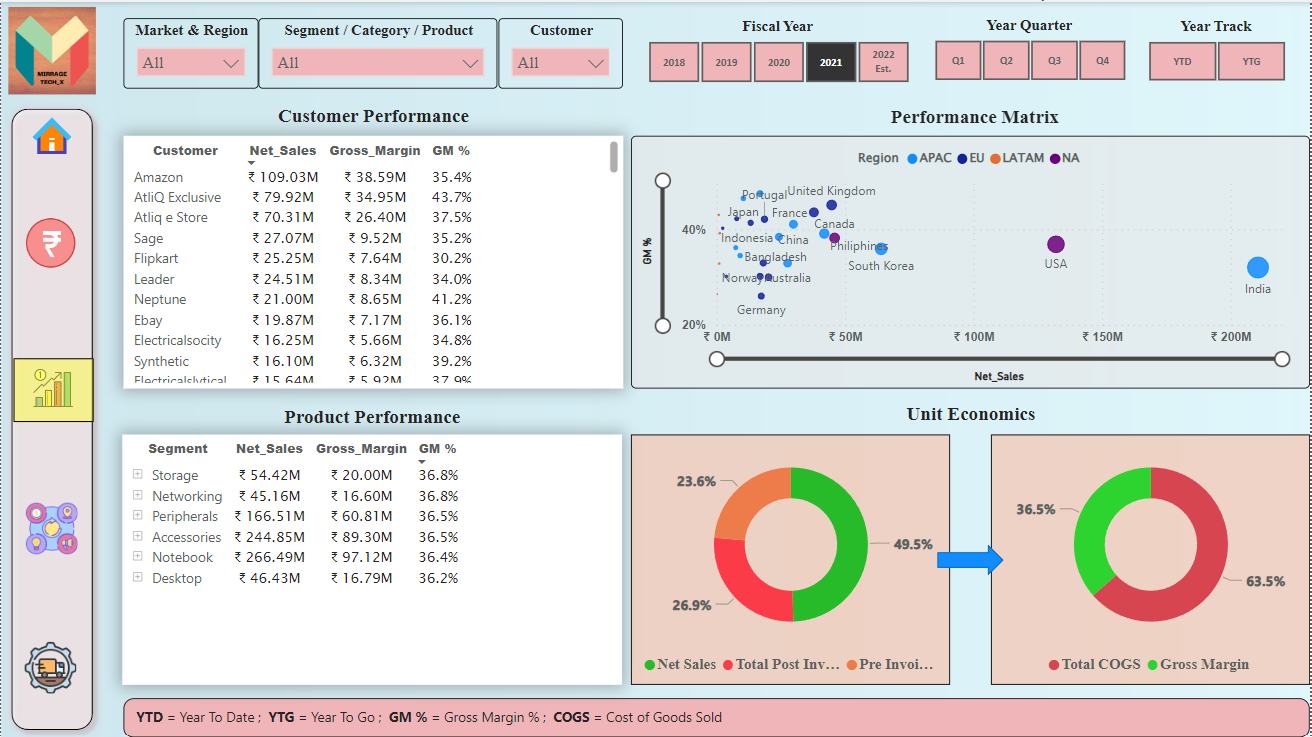 MIRRAGE
TECH_X
Market & Region
All
Segment / Category / Product
All
Customer
All
Fiscal Year
2018
2019
2020
2021
2022
Est.
Year Quarter
Q1
Q2
Q3
Q4
Year Track
YTD
YTG
Customer Performance
Customer Net_Sales Gross_Margin GM %
Amazon ₹ 109.03M ₹ 38.59M 35.4%
AtliQ Exclusive ₹ 79.92M ₹ 34.95M 43.7%
Atliq e Store ₹ 70.31M ₹ 26.40M 37.5%
Sage ₹ 27.07M ₹ 9.52M 35.2%
Flipkart ₹ 25.25M ₹ 7.64M 30.2%
Leader ₹ 24.51M ₹ 8.34M 34.0%
Neptune ₹ 21.00M ₹ 8.65M 41.2%
Ebay ₹ 19.87M ₹ 7.17M 36.1%
Electricalsocity ₹ 16.25M ₹ 5.66M 34.8%
Synthetic ₹ 16.10M ₹ 6.32M 39.2%
Electricalslytical ₹ 15.64M ₹ 5.92M 37.9%
Performance Matrix
Region APAC EU LATAM NA
GM %
40%
20%
Portugal
United Kingdom
Japan
France
Canada
Indonesia
China
Philiphines
Bangladesh
South Korea
Norway
Australia
Germany
USA
India
₹ 0M ₹ 50M ₹ 100M ₹ 150M ₹ 200M
Net_Sales
Product Performance
Segment Net_Sales Gross_Margin GM %
Storage ₹ 54.42M ₹ 20.00M 36.8%
Networking ₹ 45.16M ₹ 16.60M 36.8%
Peripherals ₹ 166.51M ₹ 60.81M 36.5%
Accessories ₹ 244.85M ₹ 89.30M 36.5%
Notebook ₹ 266.49M ₹ 97.12M 36.4%
Desktop ₹ 46.43M ₹ 16.79M 36.2%
Unit Economics
23.6%
49.5%
26.9%
Net Sales Total Post Inv... Pre Invoi...
36.5%
63.5%
Total COGS Gross Margin
YTD = Year To Date ; YTG = Year To Go ; GM % = Gross Margin % ; COGS = Cost of Goods Sold